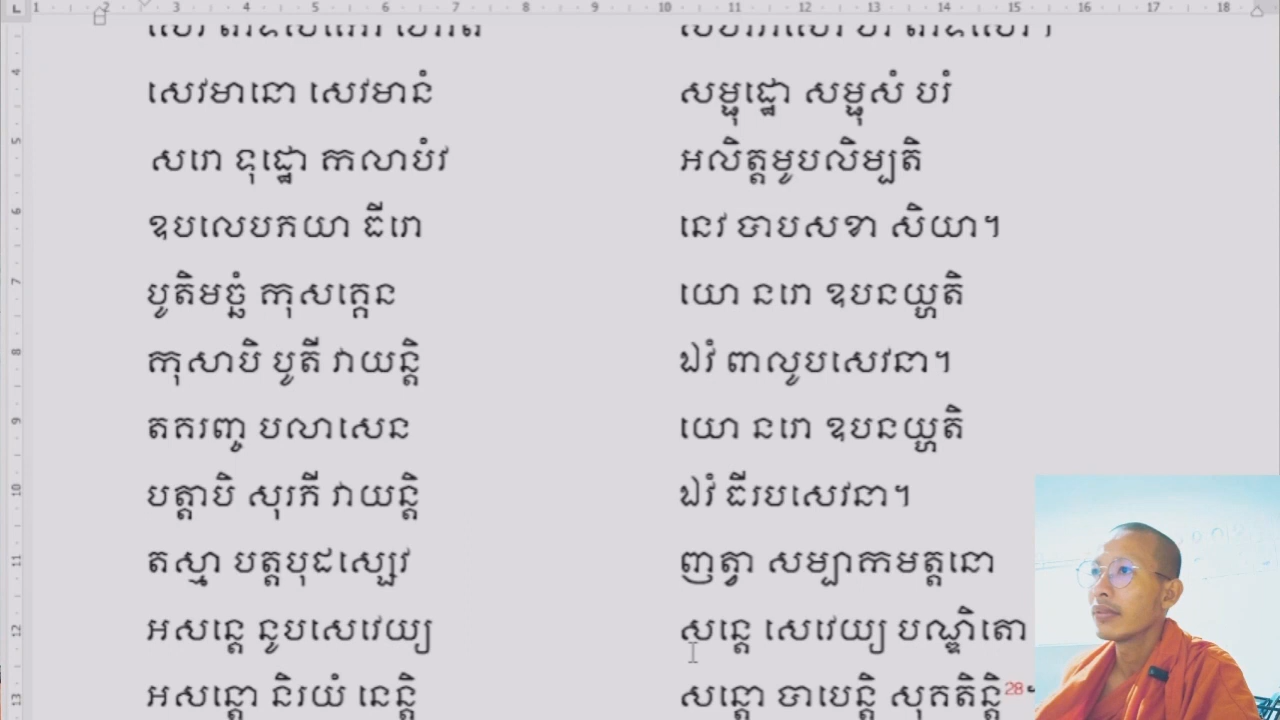 សេវមានោ សេវមានំ សម្ផុដ្ឋោ សម្ផុសំ បរំ
សរោ ទុដ្ឋោ កលាបំវ អលិត្តមូបលិម្បតិ
ឧបលេបភយា ធីរោ នេវ បាបសខា សិយា។
បូតិមច្ឆំ កុសគ្គេន យោ នរោ ឧបនយ្ហតិ
កុសាបិ បូតី វាយន្តិ ឯវំ ពាលូបសេវនា។
តគរញ្ច បលាសេន យោ នរោ ឧបនយ្ហតិ
បត្តាបិ សុរភី វាយន្តិ ឯវំ ធីរបសេវនា។
តស្មា បត្តបុដស្សេវ ញត្វា សម្បាកមត្តនោ
អសន្តេ នូបសេវេយ្យ សន្តេ សេវេយ្យ បណ្ឌិតោ
អសន្តោ និរយំ នេន្តិ សន្តោ បាបេន្តិ សុគតិន្តិ28